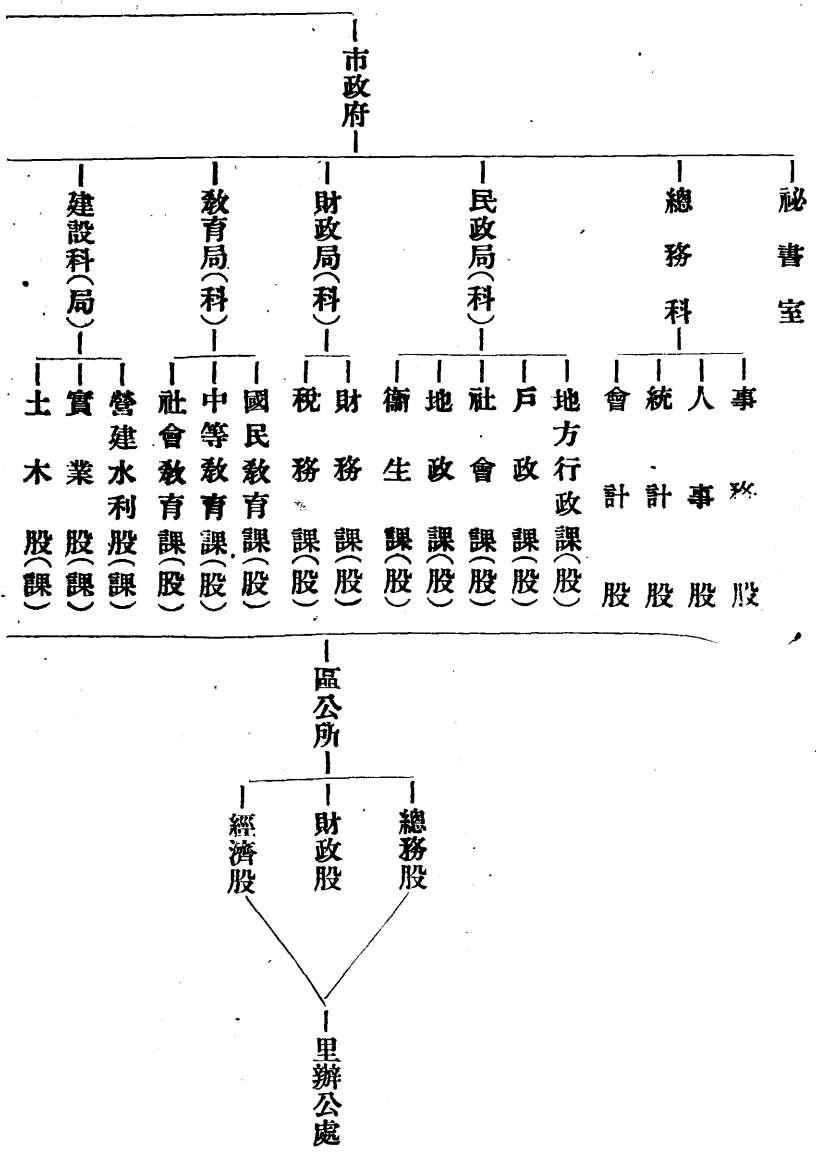 市政府
祕書室
總務科
民政局（科）
財政局（科）
教育局（科）
建設科（局）
事務股
人事股
統計股
會計股
地方行政課（股）
戶政課（股）
社會課（股）
地政課（股）
衞生課（股）
財務課（股）
稅務課（股）
國民教育課（股）
中等教育課（股）
社會教育課（股）
營建水利股（課）
實業股（課）
土木股（課）
區公所
總務股
財政股
經濟股
里辦公處